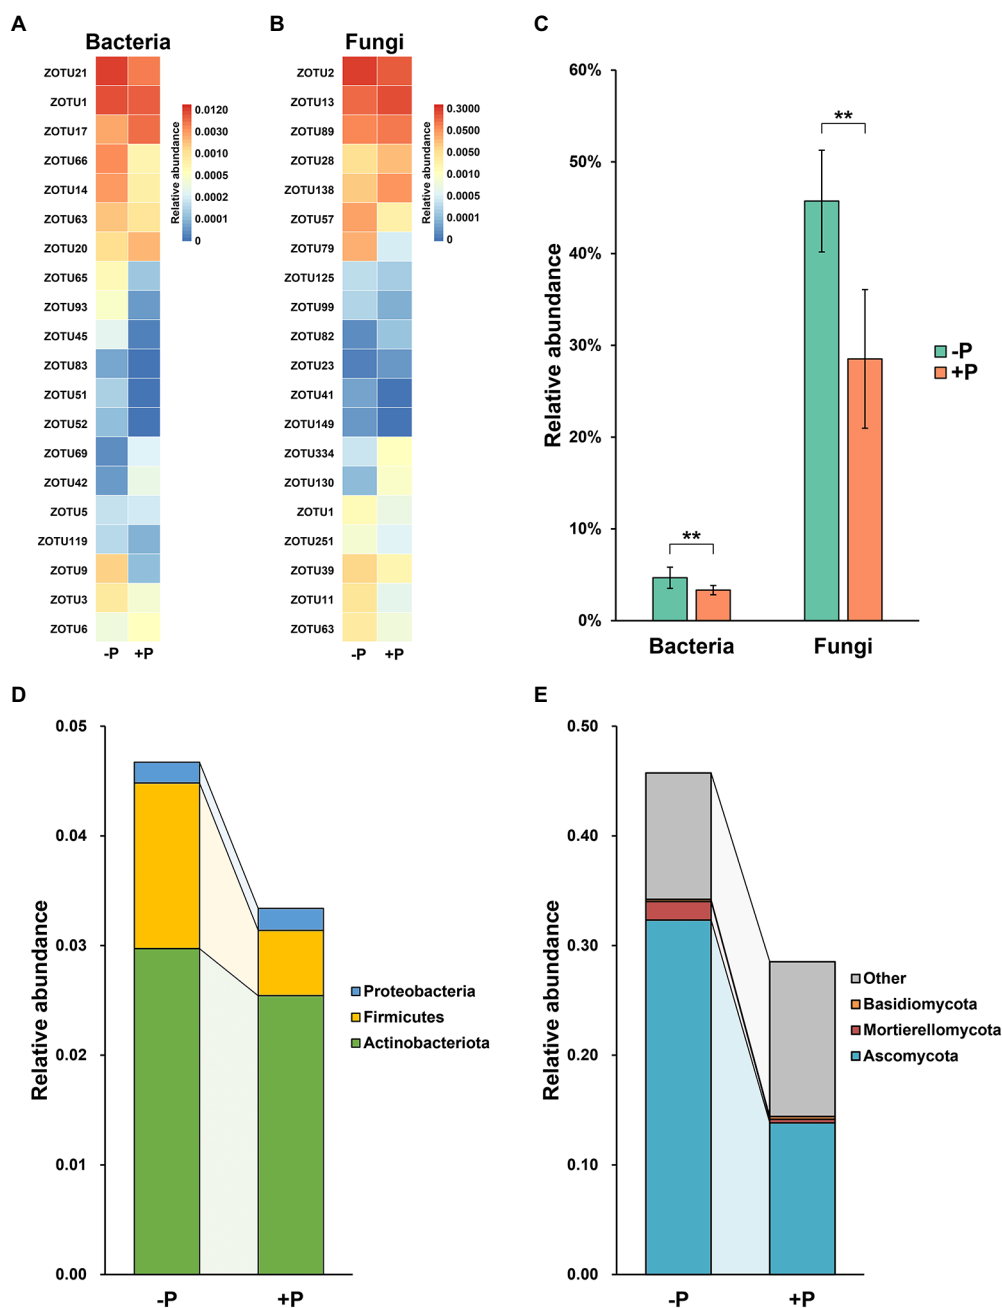 A
Bacteria
ZOTU21
ZOTU1
ZOTU17
ZOTU66
ZOTU14
ZOTU63
ZOTU20
ZOTU65
ZOTU93
ZOTU45
ZOTU83
ZOTU51
ZOTU52
ZOTU69
ZOTU42
ZOTU5
ZOTU119
ZOTU9
ZOTU3
ZOTU6
-P +P
Relative abundance
0.0120
0.0030
0.0010
0.0005
0.0002
0.0001
0
B
Fungi
ZOTU2
ZOTU13
ZOTU89
ZOTU28
ZOTU138
ZOTU57
ZOTU79
ZOTU125
ZOTU99
ZOTU82
ZOTU23
ZOTU41
ZOTU149
ZOTU334
ZOTU130
ZOTU1
ZOTU251
ZOTU39
ZOTU11
ZOTU63
-P +P
Relative abundance
0.3000
0.0500
0.0050
0.0010
0.0005
0.0001
0
C
Relative abundance
60%
50%
40%
30%
20%
10%
0%
**
**
Bacteria Fungi
-P
+P
D
Relative abundance
0.05
0.04
0.03
0.02
0.01
0.00
-P +P
Proteobacteria
Firmicutes
Actinobacteriota
E
Relative abundance
0.50
0.40
0.30
0.20
0.10
0.00
-P +P
Other
Basidiomycota
Mortierellomycota
Ascomycota